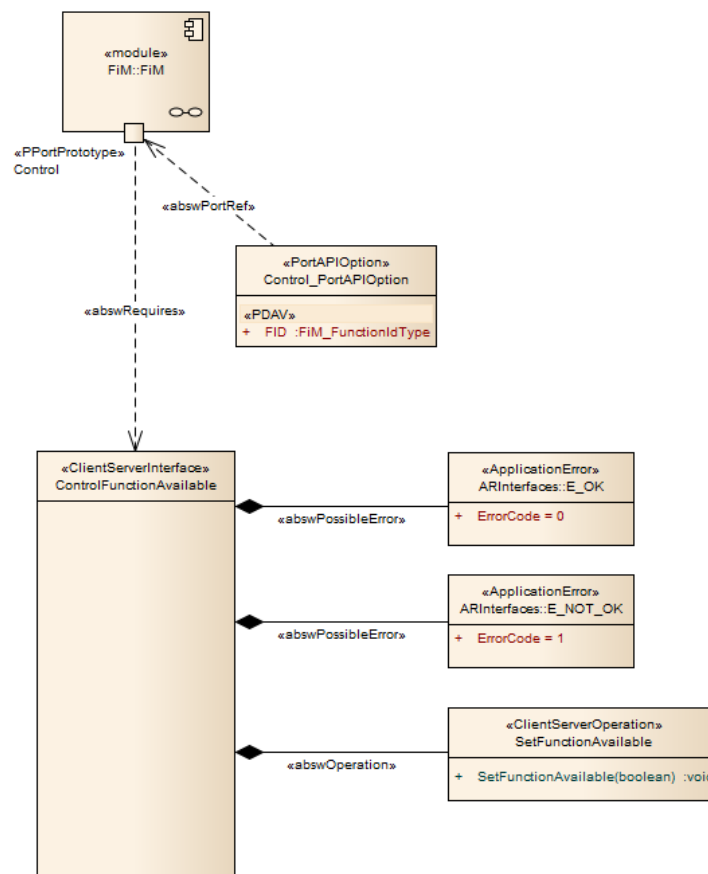 «module»
FiM::FiM
«PPortPrototype»
Control
«abswPortRef»
«PortAPIOption»
Control_PortAPIOption
«PDAV»
+ FID :FiM_FunctionIdType
«abswRequires»
«ClientServerInterface»
ControlFunctionAvailable
«ApplicationError»
ARInterfaces::E_OK
+ ErrorCode = 0
«abswPossibleError»
«ApplicationError»
ARInterfaces::E_NOT_OK
+ ErrorCode = 1
«abswPossibleError»
«ClientServerOperation»
SetFunctionAvailable
+ SetFunctionAvailable(boolean) :void
«abswOperation»